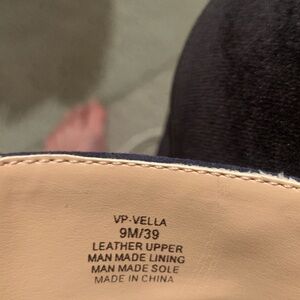 VP-VELLA
9M/39
LEATHER UPPER
MAN MADE LINING
MAN MADE SOLE
MADE IN CHINA